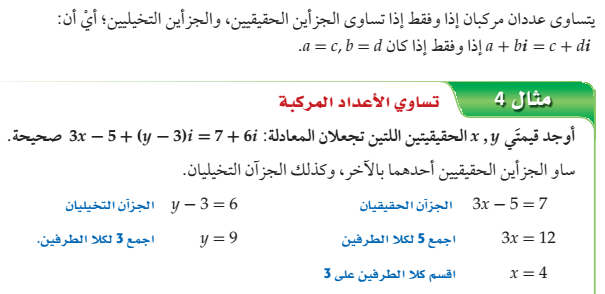 يتساوى عددان مركبان إذا وفقط إذا تساوى الجزأين الحقيقيين، والجزأين التخيليين؛ أيْ أن:
a + bi = c + di إذا وفقط إذا كان a = c, b = d.
مثال 4 تساوي الأعداد المركبة
أوجد قيمتَي x , y الحقيقيتين اللتين تجعلان المعادلة: 3x − 5 + (y − 3)i = 7 + 6i صحيحة.
ساو الجزأين الحقيقيين أحدهما بالآخر، وكذلك الجزآن التخيليان.
3x − 5 = 7 الجزآن الحقيقيان y − 3 = 6 الجزآن التخيليان
3x = 12 اجمع 5 لكلا الطرفين y = 9 اجمع 3 لكلا الطرفين.
x = 4 اقسم كلا الطرفين على 3